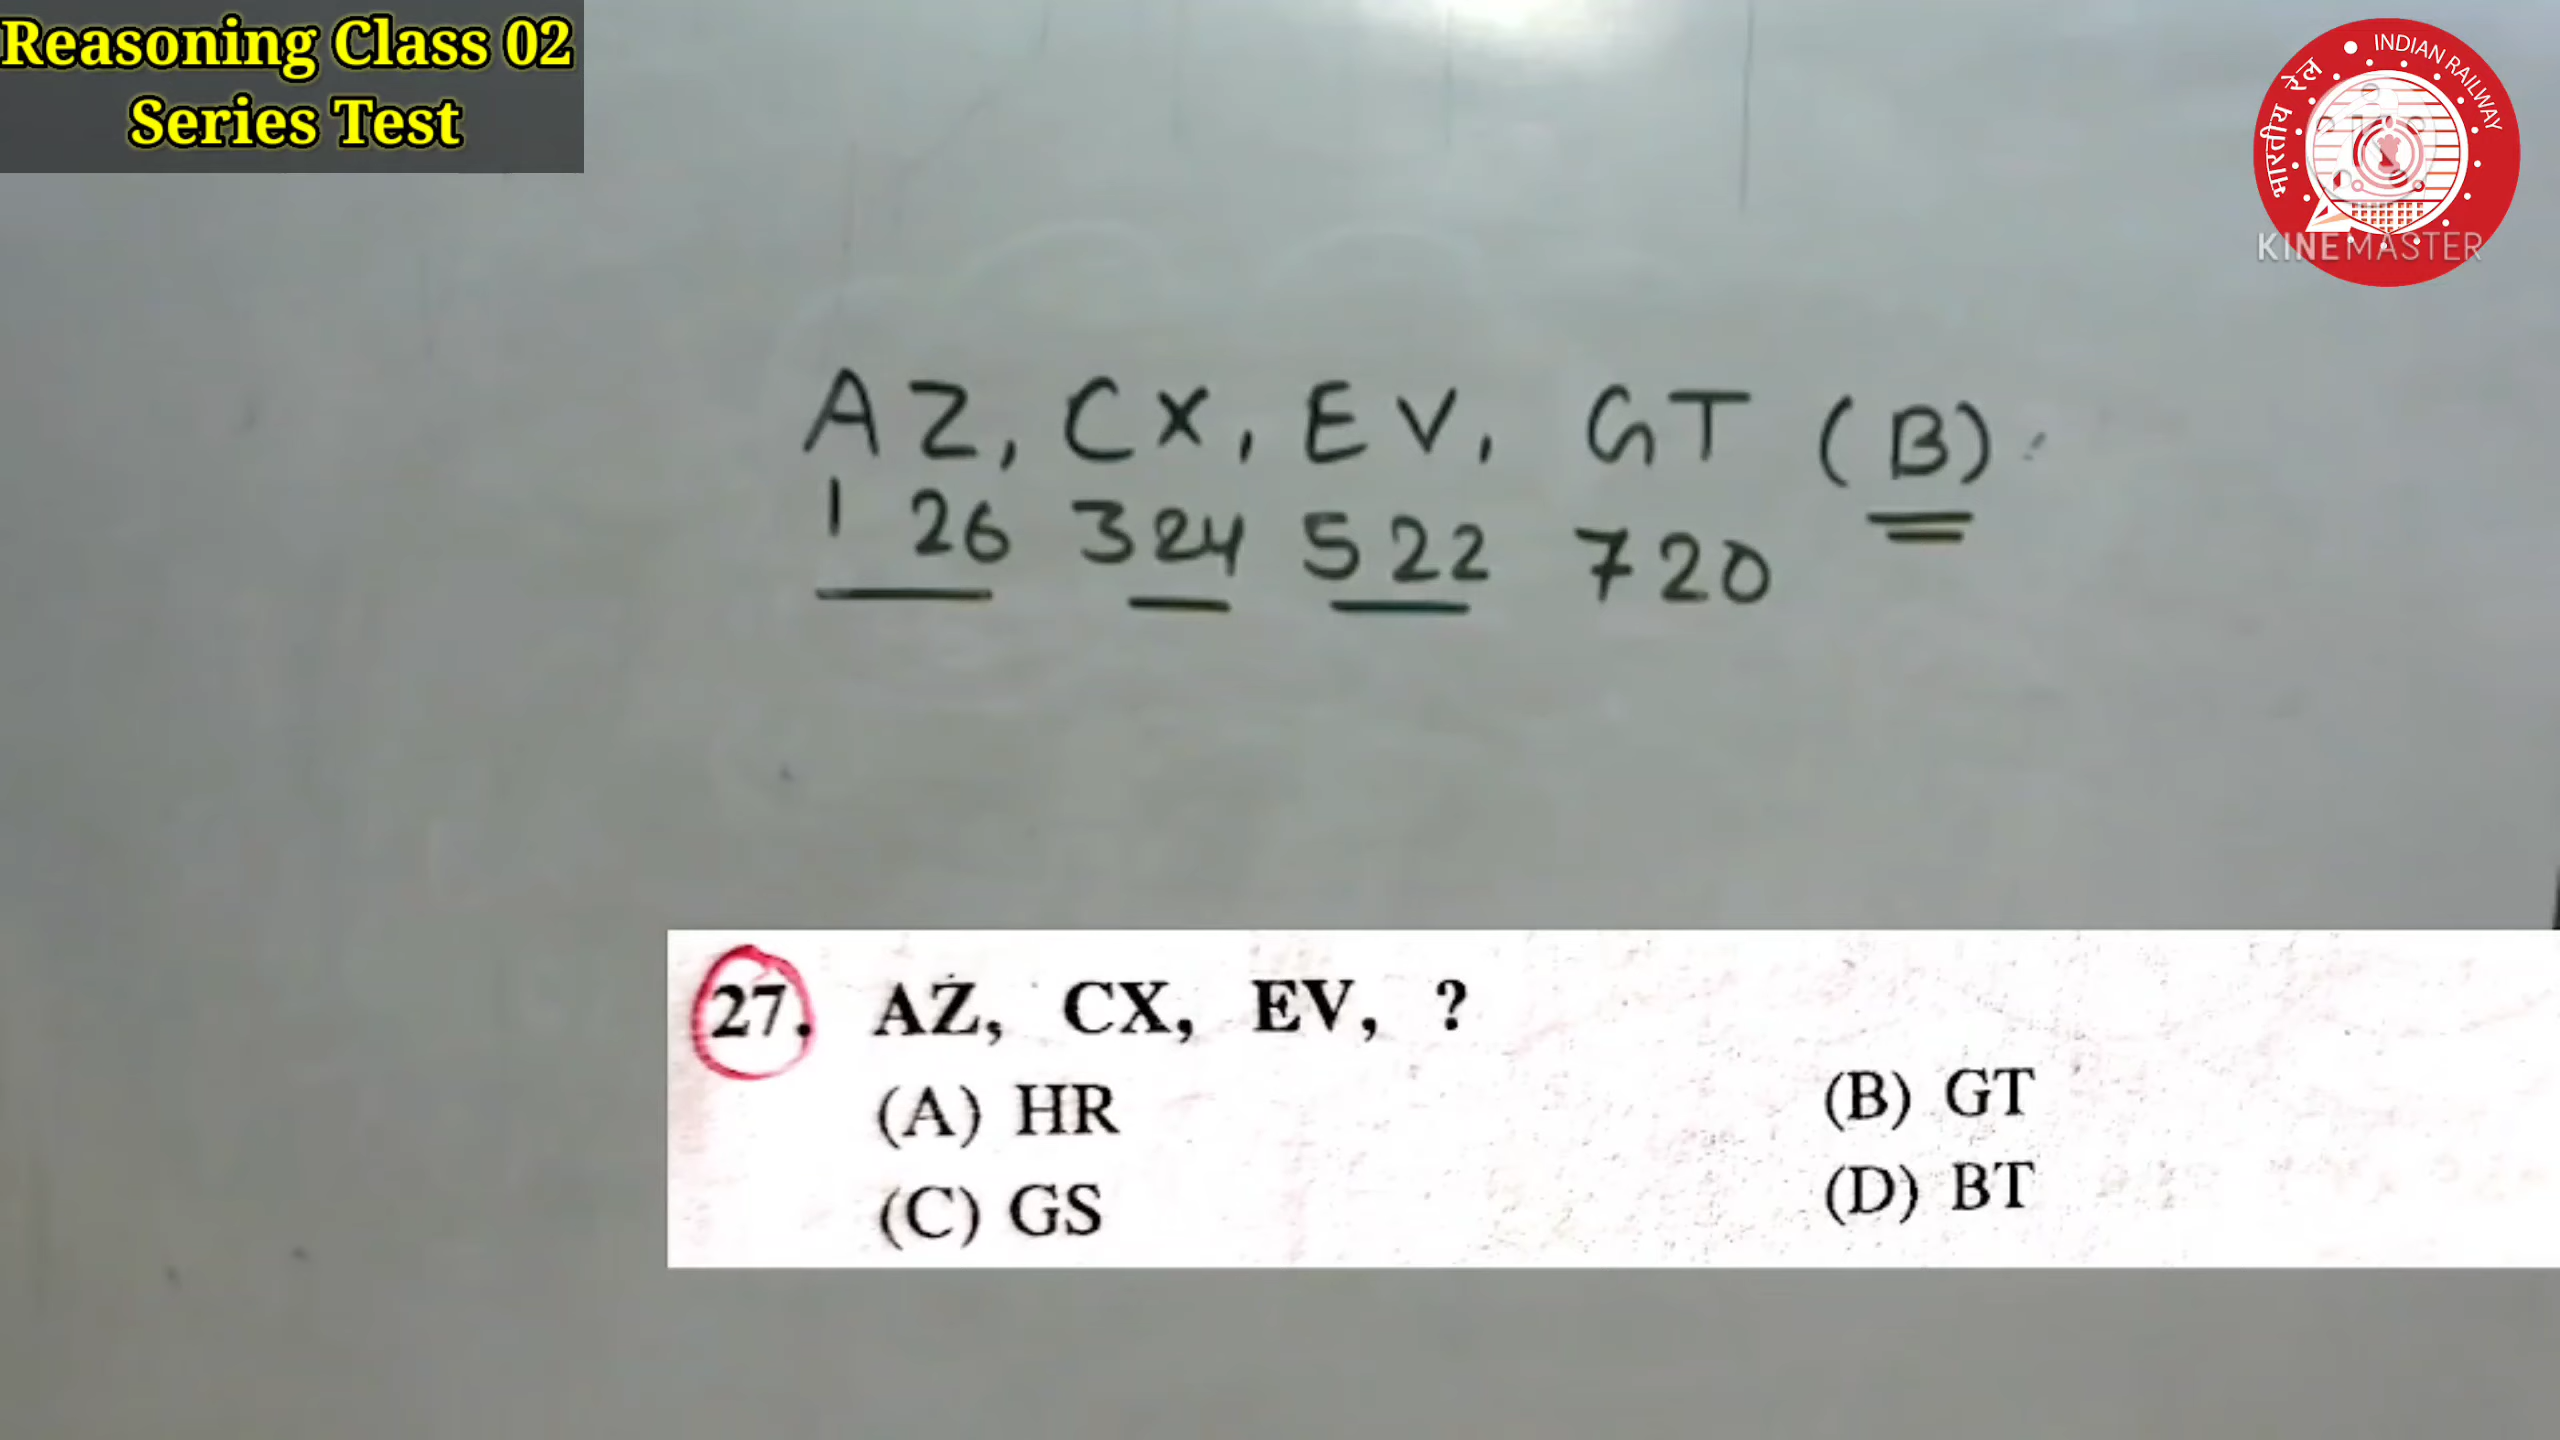 Reasoning Class 02
Series Test
INDIAN RAILWAY
भारतीय रेल
KINEMASTER
AZ, CX, EV, GT (B)
1 26 3 24 5 22 7 20
27. AZ, CX, EV, ?
(A) HR (B) GT
(C) GS (D) BT